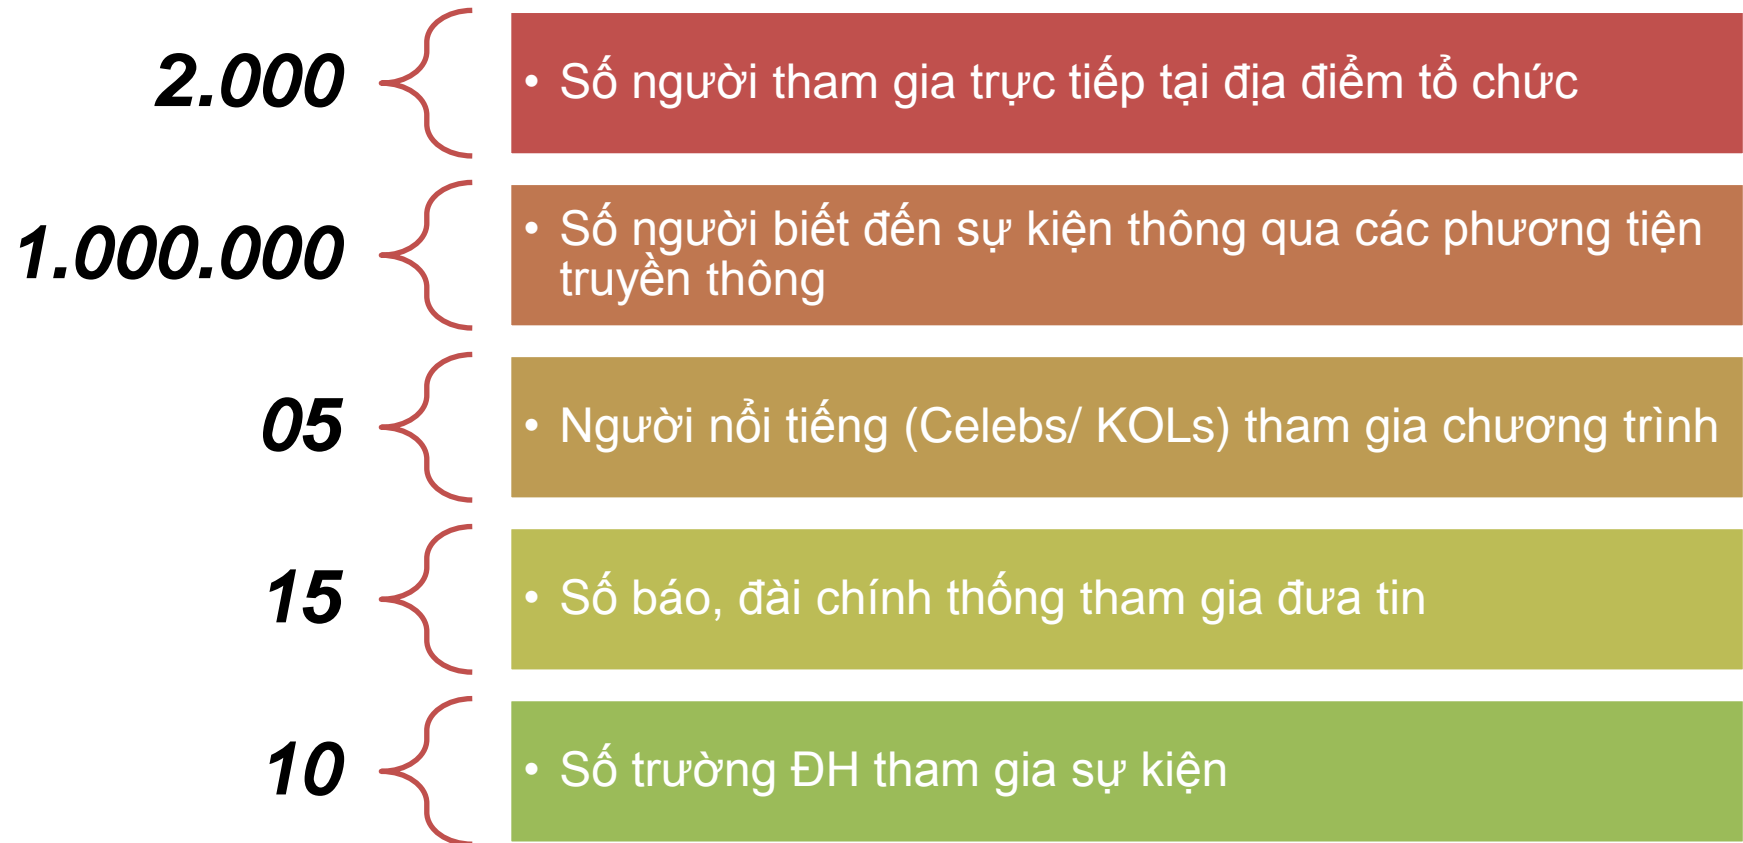 2.000
• Số người tham gia trực tiếp tại địa điểm tổ chức
1.000.000
• Số người biết đến sự kiện thông qua các phương tiện
truyền thông
05
• Người nổi tiếng (Celebs/ KOLs) tham gia chương trình
15
• Số báo, đài chính thống tham gia đưa tin
10
• Số trường ĐH tham gia sự kiện